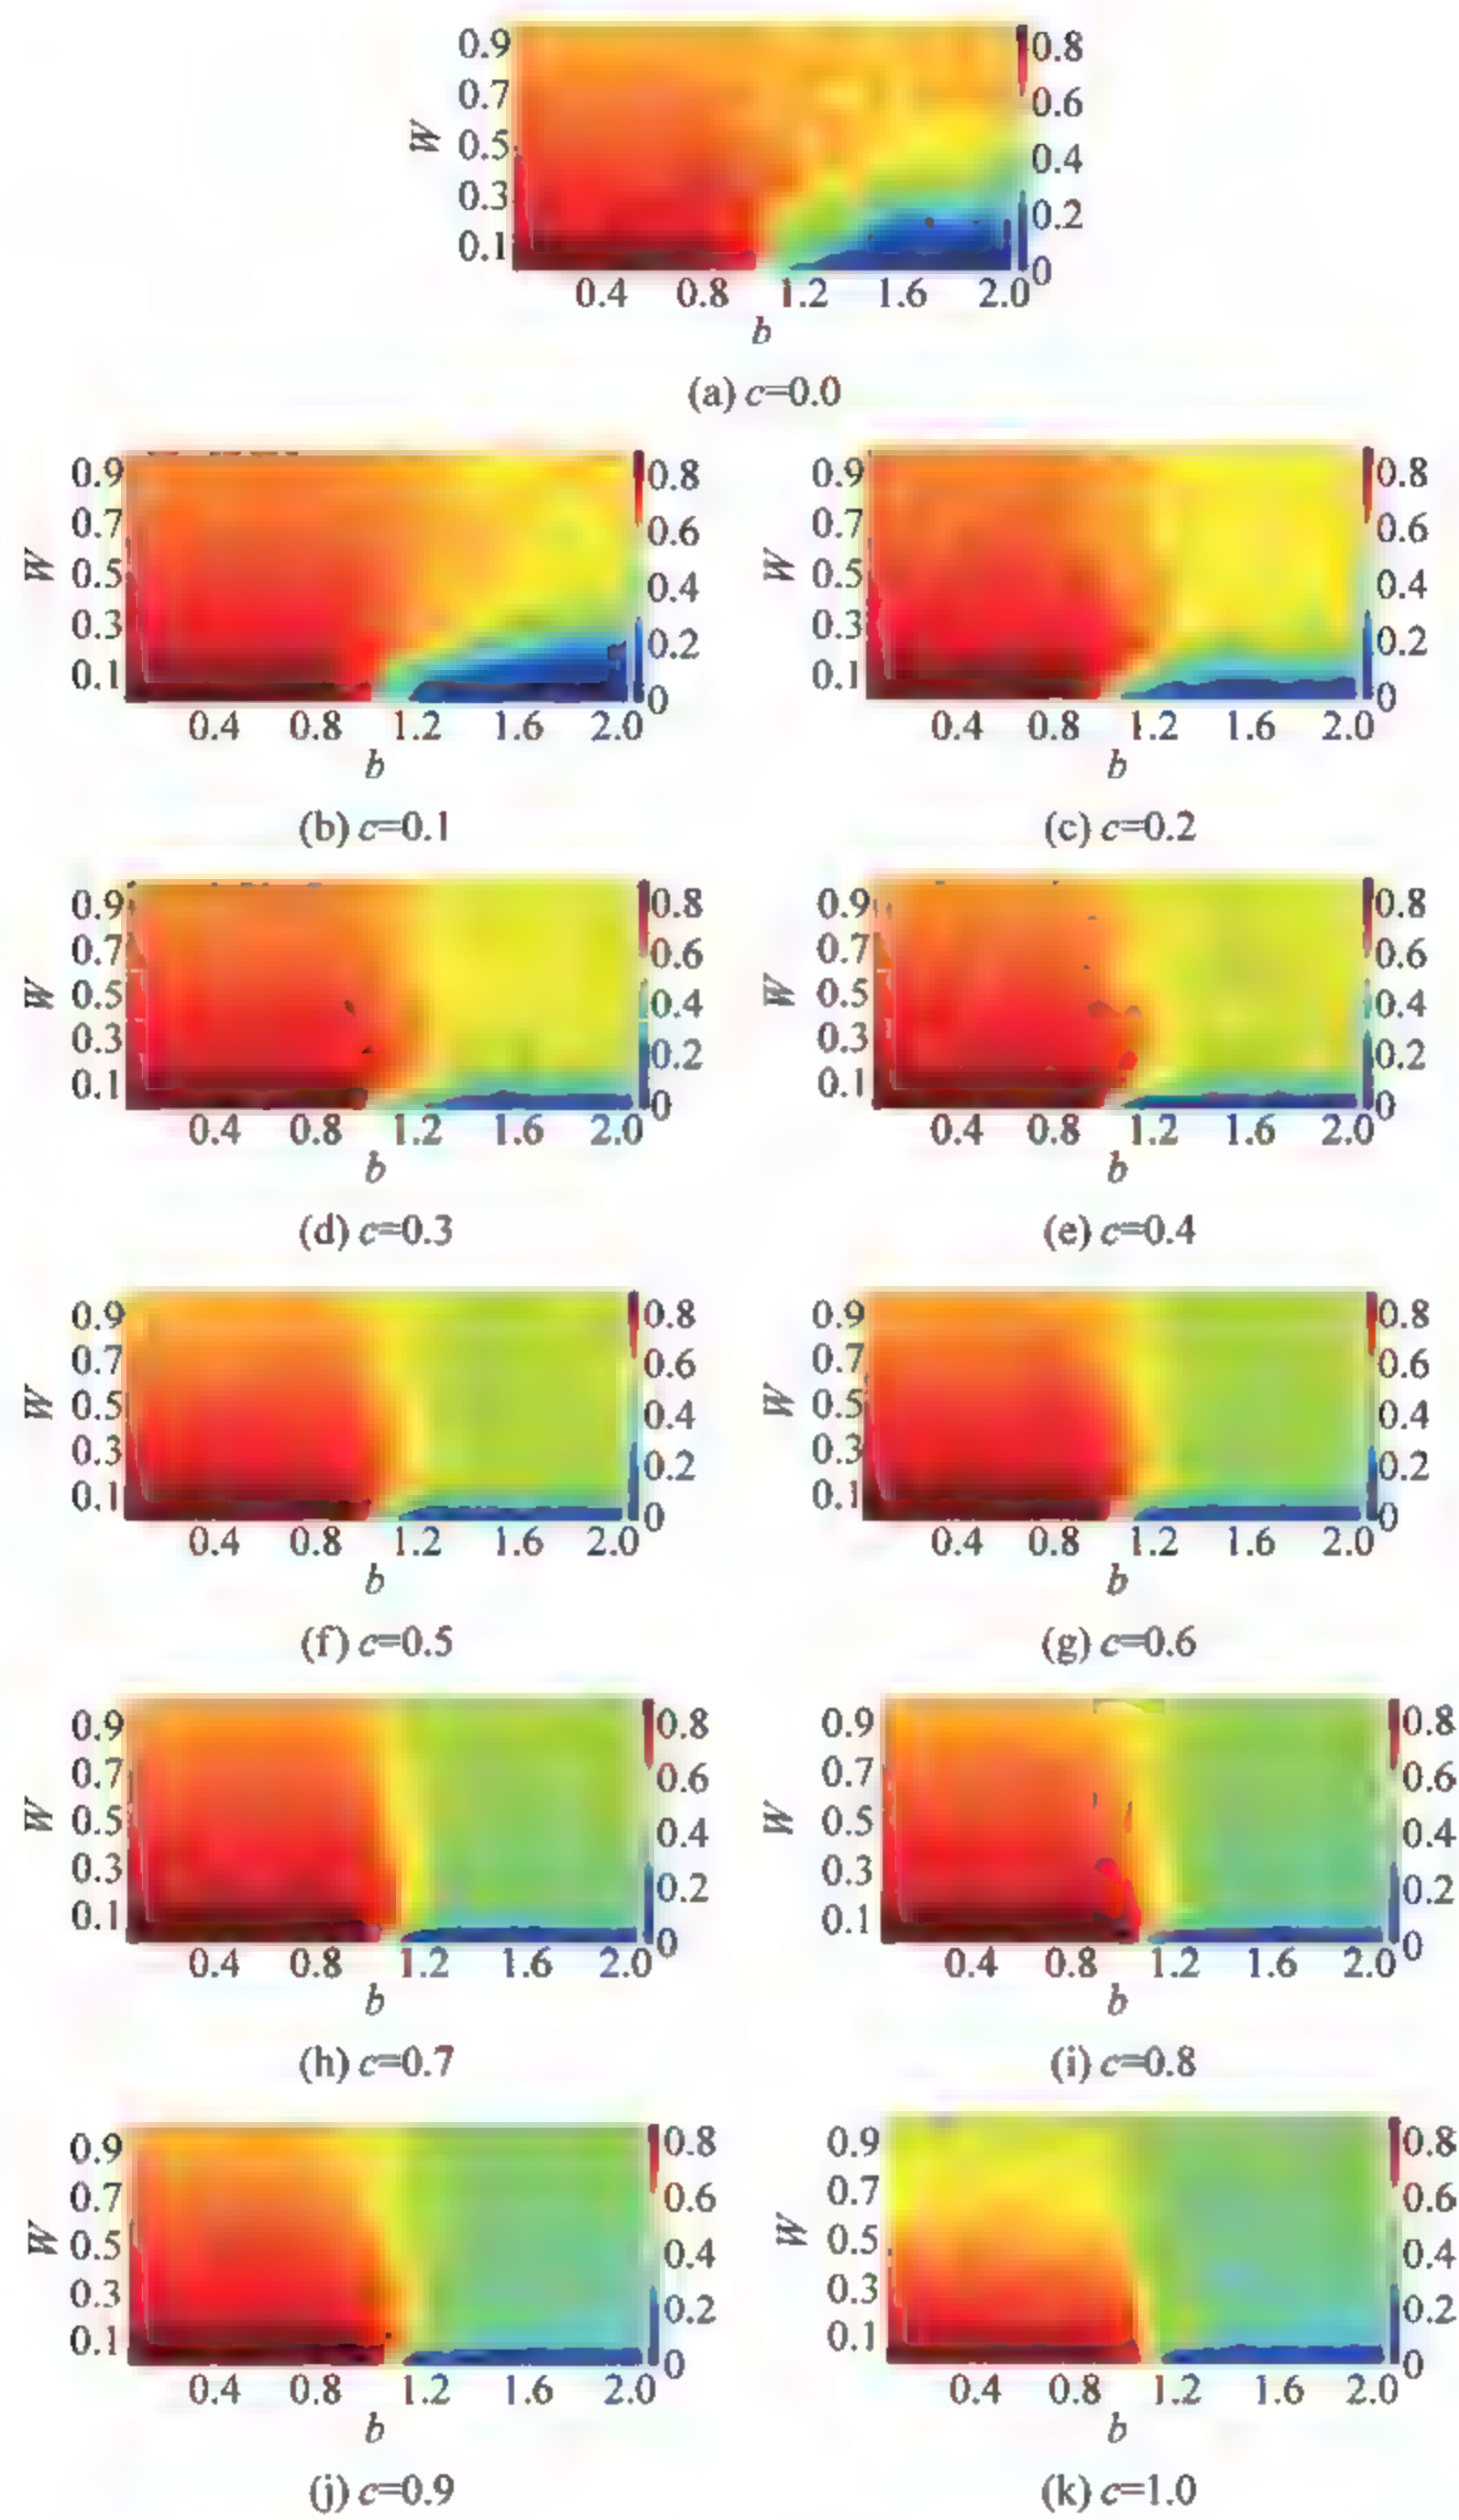 0.9 0.8
0.7 0.6
W 0.5 0.4
0.3 0.2
0.1 0
0.4 0.8 1.2 1.6 2.0
b
(a) c=0.0
0.9 0.8 0.9 0.8
0.7 0.6 0.7 0.6
W 0.5 0.4 W 0.5 0.4
0.3 0.2 0.3 0.2
0.1 0 0.1 0
0.4 0.8 1.2 1.6 2.0 0.4 0.8 1.2 1.6 2.0
b b
(b) c=0.1 (c) c=0.2
0.9 0.8 0.9 0.8
0.7 0.6 0.7 0.6
W 0.5 0.4 W 0.5 0.4
0.3 0.2 0.3 0.2
0.1 0 0.1 0
0.4 0.8 1.2 1.6 2.0 0.4 0.8 1.2 1.6 2.0
b b
(d) c=0.3 (e) c=0.4
0.9 0.8 0.9 0.8
0.7 0.6 0.7 0.6
W 0.5 0.4 W 0.5 0.4
0.3 0.2 0.3 0.2
0.1 0 0.1 0
0.4 0.8 1.2 1.6 2.0 0.4 0.8 1.2 1.6 2.0
b b
(f) c=0.5 (g) c=0.6
0.9 0.8 0.9 0.8
0.7 0.6 0.7 0.6
W 0.5 0.4 W 0.5 0.4
0.3 0.2 0.3 0.2
0.1 0 0.1 0
0.4 0.8 1.2 1.6 2.0 0.4 0.8 1.2 1.6 2.0
b b
(h) c=0.7 (i) c=0.8
0.9 0.8 0.9 0.8
0.7 0.6 0.7 0.6
W 0.5 0.4 W 0.5 0.4
0.3 0.2 0.3 0.2
0.1 0 0.1 0
0.4 0.8 1.2 1.6 2.0 0.4 0.8 1.2 1.6 2.0
b b
(j) c=0.9 (k) c=1.0